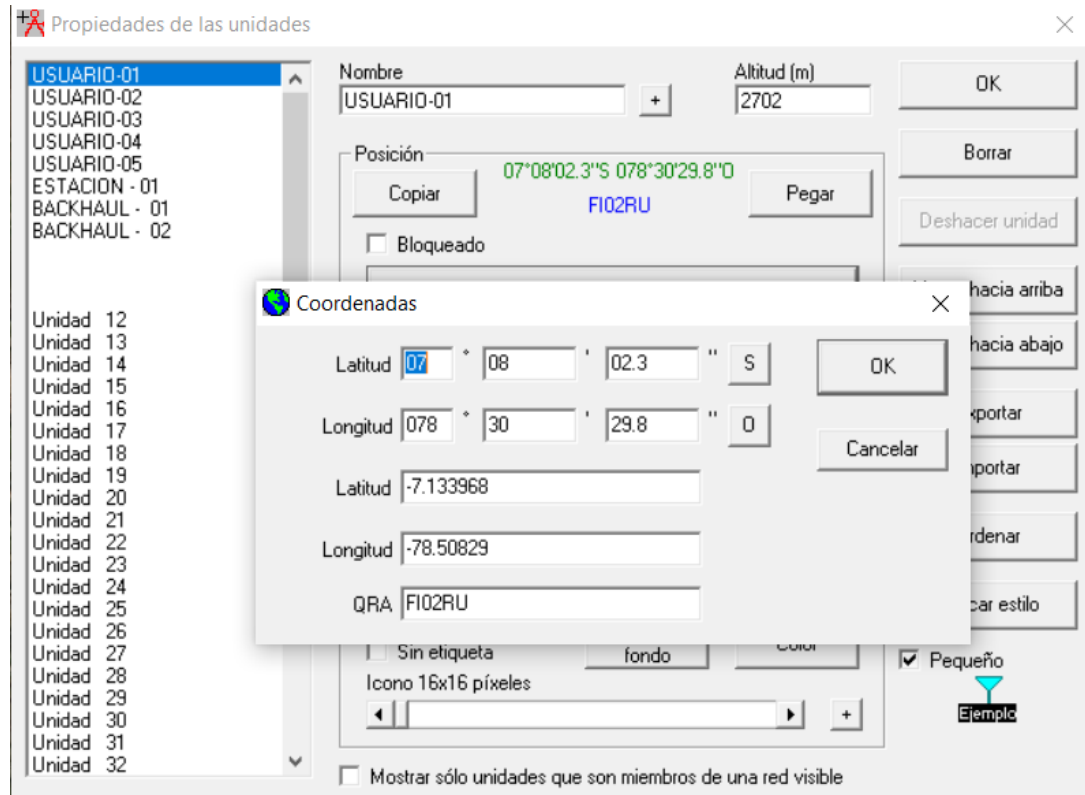 Propiedades de las unidades
USUARIO-01
USUARIO-02
USUARIO-03
USUARIO-04
USUARIO-05
ESTACION - 01
BACKHAUL - 01
BACKHAUL - 02
Unidad 12
Unidad 13
Unidad 14
Unidad 15
Unidad 16
Unidad 17
Unidad 18
Unidad 19
Unidad 20
Unidad 21
Unidad 22
Unidad 23
Unidad 24
Unidad 25
Unidad 26
Unidad 27
Unidad 28
Unidad 29
Unidad 30
Unidad 31
Unidad 32
Nombre
USUARIO-01
+
Altitud (m)
2702
Posición
Copiar
07°08'02.3''S 078°30'29.8''O
FI02RU
Pegar
Bloqueado
Coordenadas
Latitud 07 ° 08 ' 02.3 '' S
Longitud 078 ° 30 ' 29.8 '' O
Latitud -7.133968
Longitud -78.50829
QRA FI02RU
OK
Cancelar
Sin etiqueta
fondo
Icono 16x16 píxeles
+
Mostrar sólo unidades que son miembros de una red visible
OK
Borrar
Deshacer unidad
hacia arriba
hacia abajo
Pequeño
Ejemplo